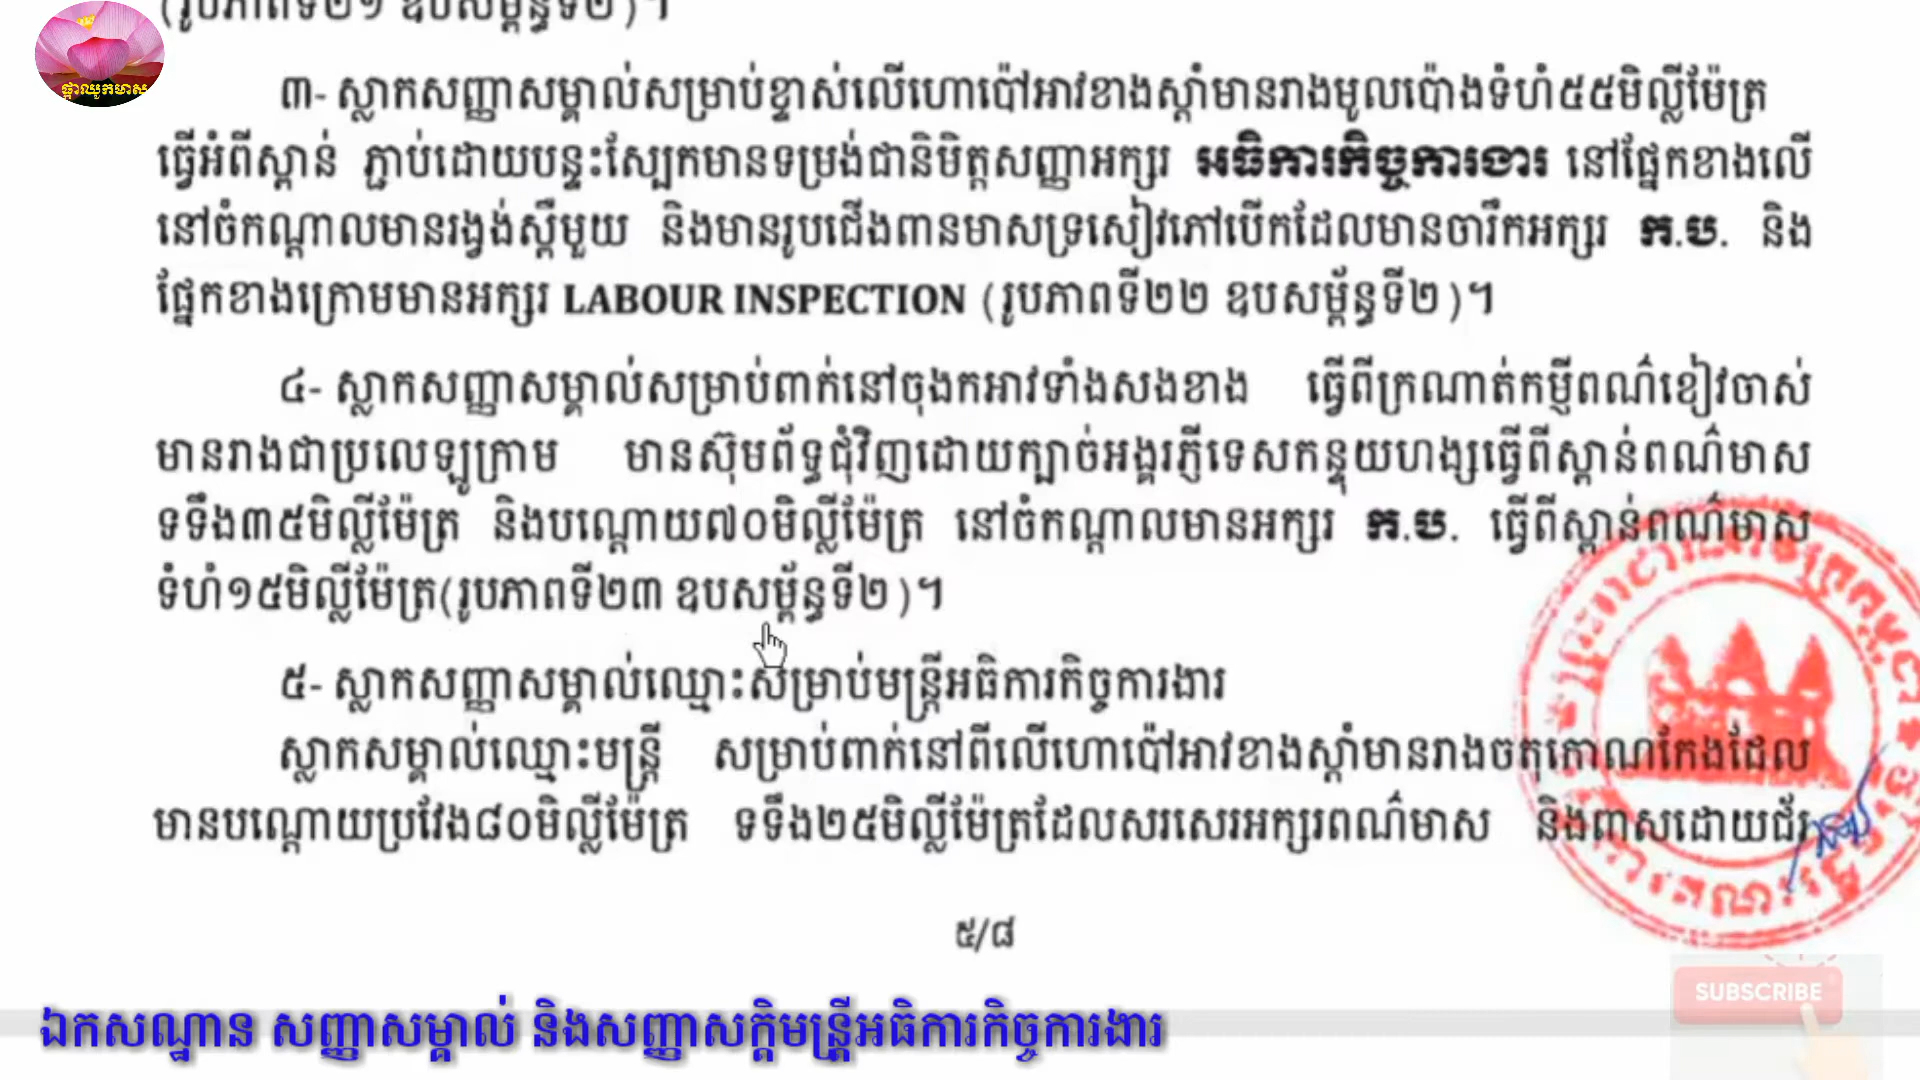 (រូបភាពទី២១ ឧបសម្ព័ន្ធទី២)។
ផ្កាឈូកមាស
៣- ស្លាកសញ្ញាសម្គាល់សម្រាប់ខ្ទាស់លើហោប៉ៅអាវខាងស្តាំមានរាងមូលប៉ោងទំហំ៥៥មិល្លីម៉ែត្រ
ធ្វើអំពីស្ពាន់ ភ្ជាប់ដោយបន្ទះស្បែកមានទម្រង់ជានិមិត្តសញ្ញាអក្សរ អធិការកិច្ចការងារ នៅផ្នែកខាងលើ
នៅចំកណ្តាលមានរង្វង់ស្តឺមួយ និងមានរូបជើងពានមាសទ្រសៀវភៅបើកដែលមានចារឹកអក្សរ ក.ប. និង
ផ្នែកខាងក្រោមមានអក្សរ LABOUR INSPECTION (រូបភាពទី២២ ឧបសម្ព័ន្ធទី២)។
៤- ស្លាកសញ្ញាសម្គាល់សម្រាប់ពាក់នៅចុងកអាវទាំងសងខាង ធ្វើពីក្រណាត់កម្ញីពណ៌ខៀវចាស់
មានរាងជាប្រលេឡូក្រាម មានស៊ុមព័ទ្ធជុំវិញដោយក្បាច់អង្គរភ្ញីទេសកន្ទុយហង្សធ្វើពីស្ពាន់ពណ៌មាស
ទទឹង៣៥មិល្លីម៉ែត្រ និងបណ្តោយ៧០មិល្លីម៉ែត្រ នៅចំកណ្តាលមានអក្សរ ក.ប. ធ្វើពីស្ពាន់ពណ៌មាស
ទំហំ១៥មិល្លីម៉ែត្រ(រូបភាពទី២៣ ឧបសម្ព័ន្ធទី២)។
៥- ស្លាកសញ្ញាសម្គាល់ឈ្មោះសម្រាប់មន្ត្រីអធិការកិច្ចការងារ
ស្លាកសម្គាល់ឈ្មោះមន្ត្រី សម្រាប់ពាក់នៅពីលើហោប៉ៅអាវខាងស្តាំមានរាងចតុកោណកែងដែល
មានបណ្តោយប្រវែង៨០មិល្លីម៉ែត្រ ទទឹង២៥មិល្លីម៉ែត្រដែលសរសេរអក្សរពណ៌មាស និងពាសដោយជ័រ
៥/៨
SUBSCRIBE
ឯកសណ្ឋាន សញ្ញាសម្គាល់ និងសញ្ញាសក្តិមន្ត្រីអធិការកិច្ចការងារ